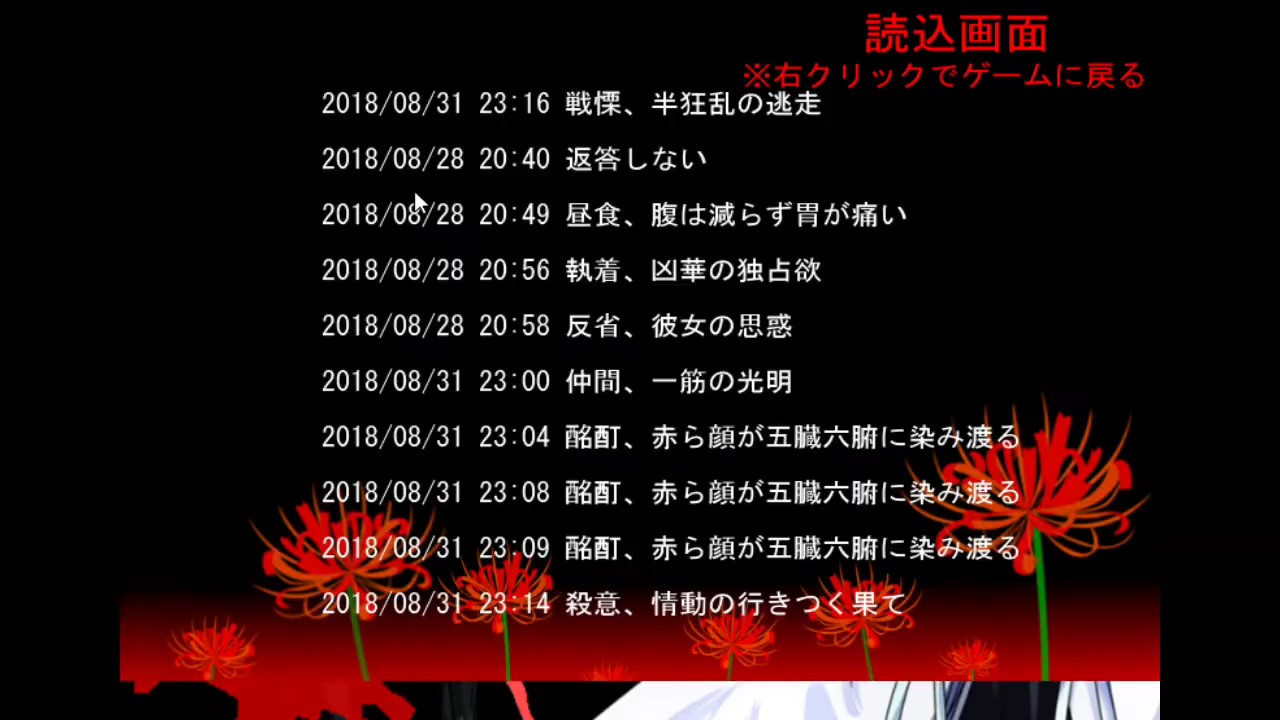 読込画面
※右クリックでゲームに戻る
2018/08/31 23:16 戦慄、半狂乱の逃走
2018/08/28 20:40 返答しない
2018/08/28 20:49 昼食、腹は減らず胃が痛い
2018/08/28 20:56 執着、凶華の独占欲
2018/08/28 20:58 反省、彼女の思惑
2018/08/31 23:00 仲間、一筋の光明
2018/08/31 23:04 酩酊、赤ら顔が五臓六腑に染み渡る
2018/08/31 23:08 酩酊、赤ら顔が五臓六腑に染み渡る
2018/08/31 23:09 酩酊、赤ら顔が五臓六腑に染み渡る
2018/08/31 23:14 殺意、情動の行きつく果て